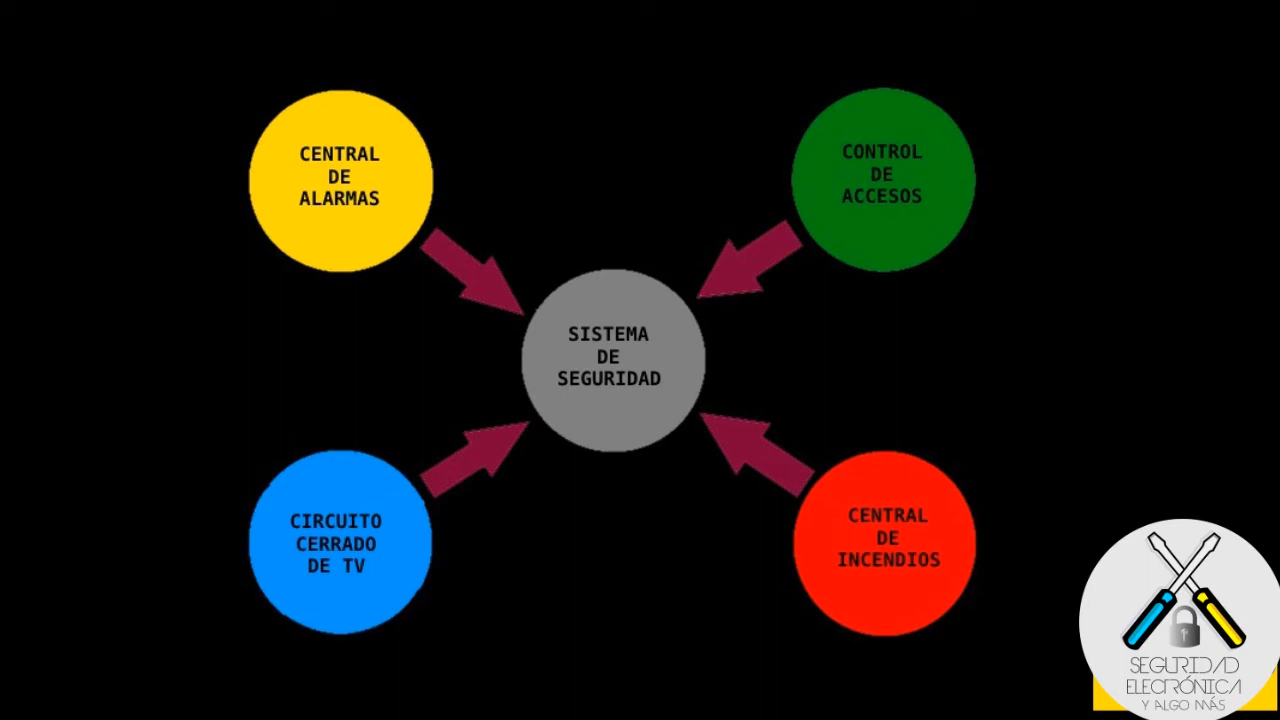 CENTRAL
DE
ALARMAS
CONTROL
DE
ACCESOS
SISTEMA
DE
SEGURIDAD
CIRCUITO
CERRADO
DE TV
CENTRAL
DE
INCENDIOS
SEGURIDAD
ELECTRÓNICA
Y ALGO MÁS